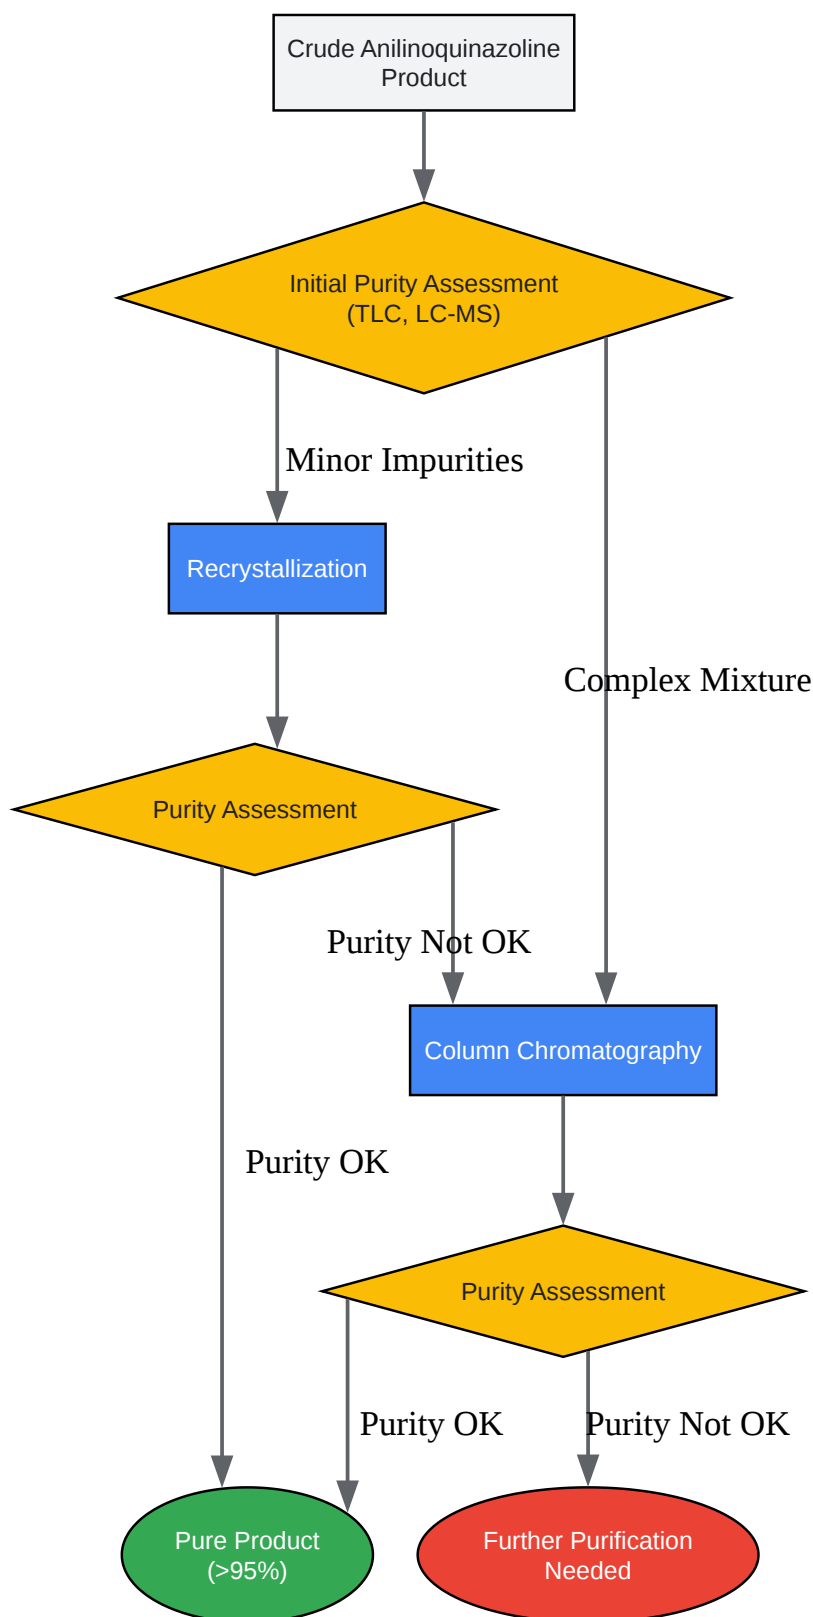 Crude Anilinoquinazoline
Product
Initial Purity Assessment
(TLC, LC-MS)
Minor Impurities
Recrystallization
Complex Mixture
Purity Assessment
Purity Not OK
Column Chromatography
Purity OK
Purity Assessment
Purity OK
Purity Not OK
Pure Product
(>95%)
Further Purification
Needed